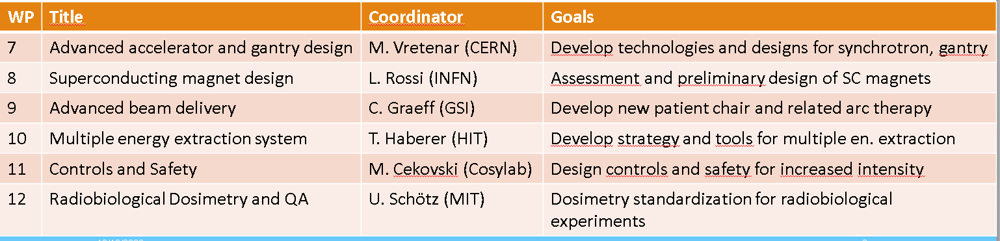 WP Title Coordinator Goals
7 Advanced accelerator and gantry design M. Vretenar (CERN) Develop technologies and designs for synchrotron, gantry
8 Superconducting magnet design L. Rossi (INFN) Assessment and preliminary design of SC magnets
9 Advanced beam delivery C. Graeff (GSI) Develop new patient chair and related arc therapy
10 Multiple energy extraction system T. Haberer (HIT) Develop strategy and tools for multiple en. extraction
11 Controls and Safety M. Cekovski (Cosylab) Design controls and safety for increased intensity
12 Radiobiological Dosimetry and QA U. Schötz (MIT) Dosimetry standardization for radiobiological
experiments